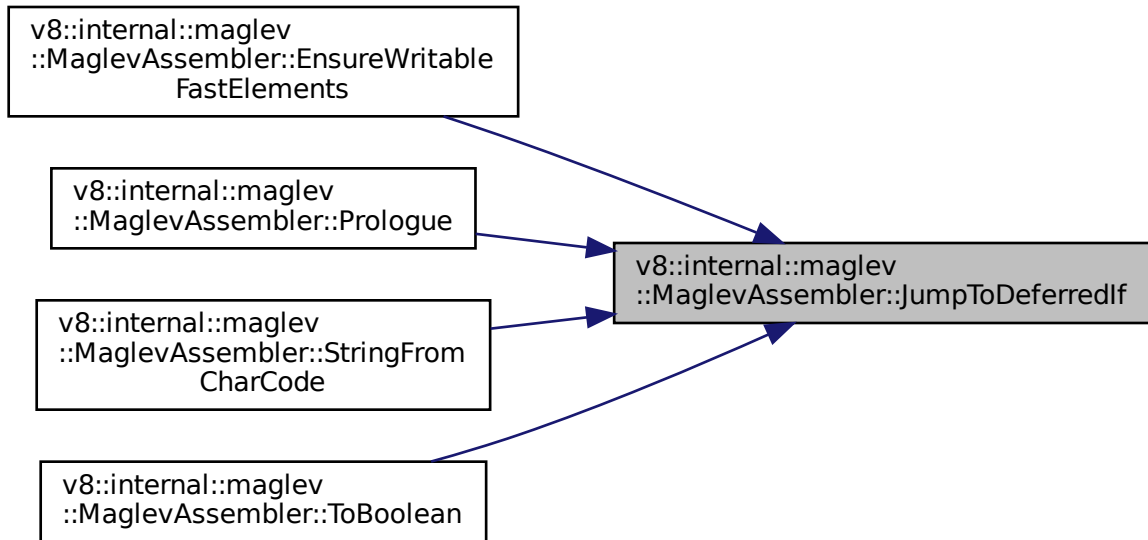 v8::internal::maglev
::MaglevAssembler::EnsureWritable
FastElements
v8::internal::maglev
::MaglevAssembler::Prologue
v8::internal::maglev
::MaglevAssembler::JumpToDeferredIf
v8::internal::maglev
::MaglevAssembler::StringFrom
CharCode
v8::internal::maglev
::MaglevAssembler::ToBoolean